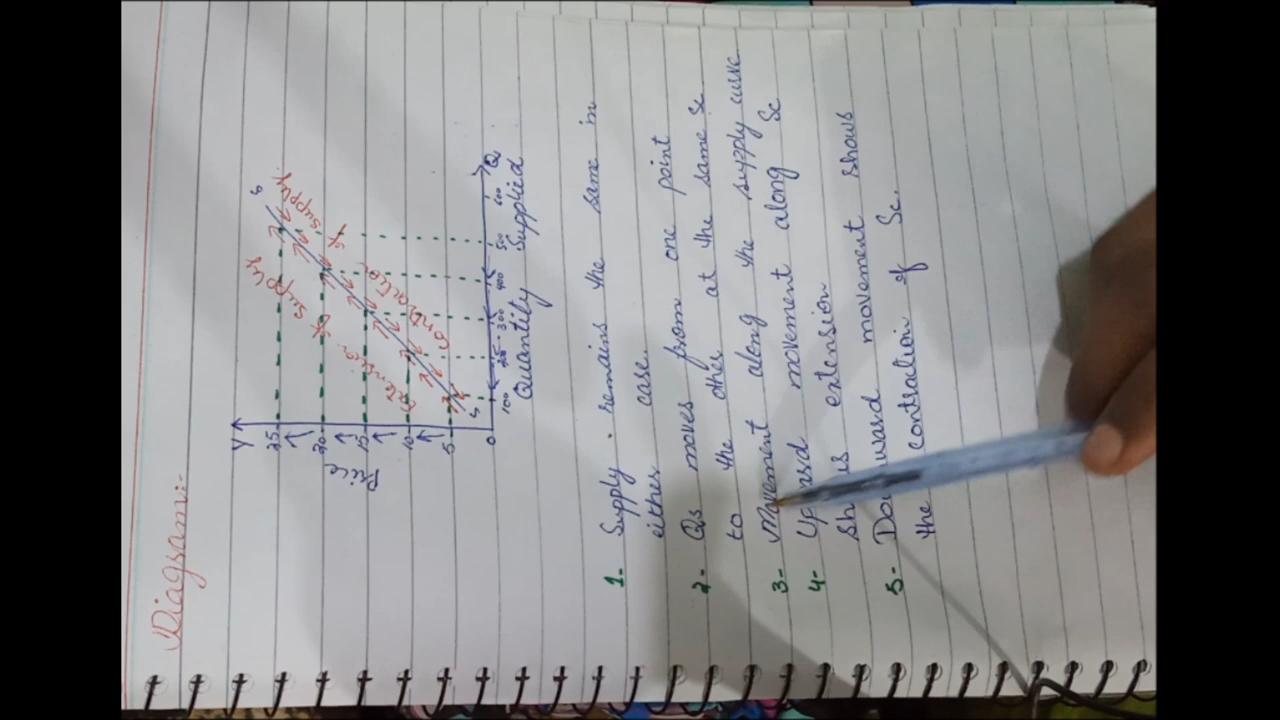 Diagram:-
Y
25
20
15
10
5
0
Price
Extension of supply
Contraction of supply.
S
S
100
200
300
400
500
600
Q
Quantity Supplied
1- Supply remains the same in
either case.
2- Qs moves from one point
to the other at the same Sc
3- Movement along the supply curve
4- Upward movement along Sc
shows extension
5- Downward movement shows
the contration of Sc.